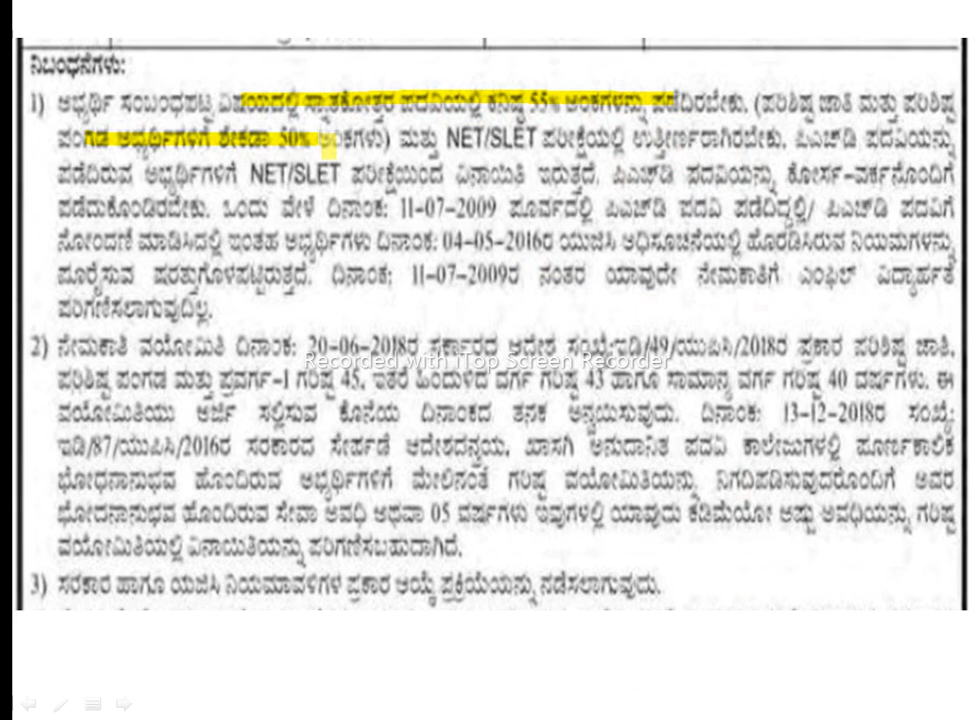 ನಿಬಂಧನೆಗಳು:
1) ಅಭ್ಯರ್ಥಿ ಸಂಬಂಧಪಟ್ಟ ವಿಷಯದಲ್ಲಿ ಸ್ನಾತಕೋತ್ತರ ಪದವಿಯಲ್ಲಿ ಕನಿಷ್ಠ 55% ಅಂಕಗಳನ್ನು ಪಡೆದಿರಬೇಕು. (ಪರಿಶಿಷ್ಟ ಜಾತಿ ಮತ್ತು ಪರಿಶಿಷ್ಟ
ಪಂಗಡ ಅಭ್ಯರ್ಥಿಗಳಿಗೆ ಶೇಕಡಾ 50% ಅಂಕಗಳು) ಮತ್ತು NET/SLET ಪರೀಕ್ಷೆಯಲ್ಲಿ ಉತ್ತೀರ್ಣರಾಗಿರಬೇಕು. ಪಿಎಚ್‌ಡಿ ಪದವಿಯನ್ನು
ಪಡೆದಿರುವ ಅಭ್ಯರ್ಥಿಗಳಿಗೆ NET/SLET ಪರೀಕ್ಷೆಯಿಂದ ವಿನಾಯಿತಿ ಇರುತ್ತದೆ. ಪಿಎಚ್‌ಡಿ ಪದವಿಯನ್ನು ಕೋರ್ಸ್-ವರ್ಕ್‌ನೊಂದಿಗೆ
ಪಡೆದುಕೊಂಡಿರಬೇಕು. ಒಂದು ವೇಳೆ ದಿನಾಂಕ: 11-07-2009 ಪೂರ್ವದಲ್ಲಿ ಪಿಎಚ್‌ಡಿ ಪದವಿ ಪಡೆದಿದ್ದಲ್ಲಿ/ ಪಿಎಚ್‌ಡಿ ಪದವಿಗೆ
ನೋಂದಣಿ ಮಾಡಿಸಿದಲ್ಲಿ ಇಂತಹ ಅಭ್ಯರ್ಥಿಗಳು ದಿನಾಂಕ: 04-05-2016ರ ಯುಜಿಸಿ ಅಧಿಸೂಚನೆಯಲ್ಲಿ ಹೊರಡಿಸಿರುವ ನಿಯಮಗಳನ್ನು
ಪೂರೈಸುವ ಷರತ್ತುಗೊಳಪಟ್ಟಿರುತ್ತದೆ. ದಿನಾಂಕ: 11-07-2009ರ ನಂತರ ಯಾವುದೇ ನೇಮಕಾತಿಗೆ ಎಂಫಿಲ್ ವಿದ್ಯಾರ್ಹತೆ
ಪರಿಗಣಿಸಲಾಗುವುದಿಲ್ಲ.
2) ನೇಮಕಾತಿ ವಯೋಮಿತಿ ದಿನಾಂಕ: 20-06-2018ರ ಸರ್ಕಾರದ ಆದೇಶ ಸಂಖ್ಯೆ:ಇಡಿ/49/ಯುಪಿಸಿ/2018ರ ಪ್ರಕಾರ ಪರಿಶಿಷ್ಟ ಜಾತಿ,
Recorded with iTop Screen Recorder
ಪರಿಶಿಷ್ಟ ಪಂಗಡ ಮತ್ತು ಪ್ರವರ್ಗ-1 ಗರಿಷ್ಠ 45, ಇತರೆ ಹಿಂದುಳಿದ ವರ್ಗ ಗರಿಷ್ಠ 43 ಹಾಗೂ ಸಾಮಾನ್ಯ ವರ್ಗ ಗರಿಷ್ಠ 40 ವರ್ಷಗಳು. ಈ
ವಯೋಮಿತಿಯು ಅರ್ಜಿ ಸಲ್ಲಿಸುವ ಕೊನೆಯ ದಿನಾಂಕದ ತನಕ ಅನ್ವಯಿಸುವುದು. ದಿನಾಂಕ: 13-12-2018ರ ಸಂಖ್ಯೆ:
ಇಡಿ/87/ಯುಪಿಸಿ/2016ರ ಸರಕಾರದ ಸೇರ್ಪಡೆ ಆದೇಶದನ್ವಯ, ಖಾಸಗಿ ಅನುದಾನಿತ ಪದವಿ ಕಾಲೇಜುಗಳಲ್ಲಿ ಪೂರ್ಣಕಾಲಿಕ
ಭೋಧನಾನುಭವ ಹೊಂದಿರುವ ಅಭ್ಯರ್ಥಿಗಳಿಗೆ ಮೇಲಿನಂತೆ ಗರಿಷ್ಠ ವಯೋಮಿತಿಯನ್ನು ನಿಗದಿಪಡಿಸುವುದರೊಂದಿಗೆ ಅವರ
ಭೋದನಾನುಭವ ಹೊಂದಿರುವ ಸೇವಾ ಅವಧಿ ಅಥವಾ 05 ವರ್ಷಗಳು ಇವುಗಳಲ್ಲಿ ಯಾವುದು ಕಡಿಮೆಯೋ ಅಷ್ಟು ಅವಧಿಯನ್ನು ಗರಿಷ್ಠ
ವಯೋಮಿತಿಯಲ್ಲಿ ವಿನಾಯಿತಿಯನ್ನು ಪರಿಗಣಿಸಬಹುದಾಗಿದೆ.
3) ಸರಕಾರ ಹಾಗೂ ಯುಜಿಸಿ ನಿಯಮಾವಳಿಗಳ ಪ್ರಕಾರ ಆಯ್ಕೆ ಪ್ರಕ್ರಿಯೆಯನ್ನು ನಡೆಸಲಾಗುವುದು.